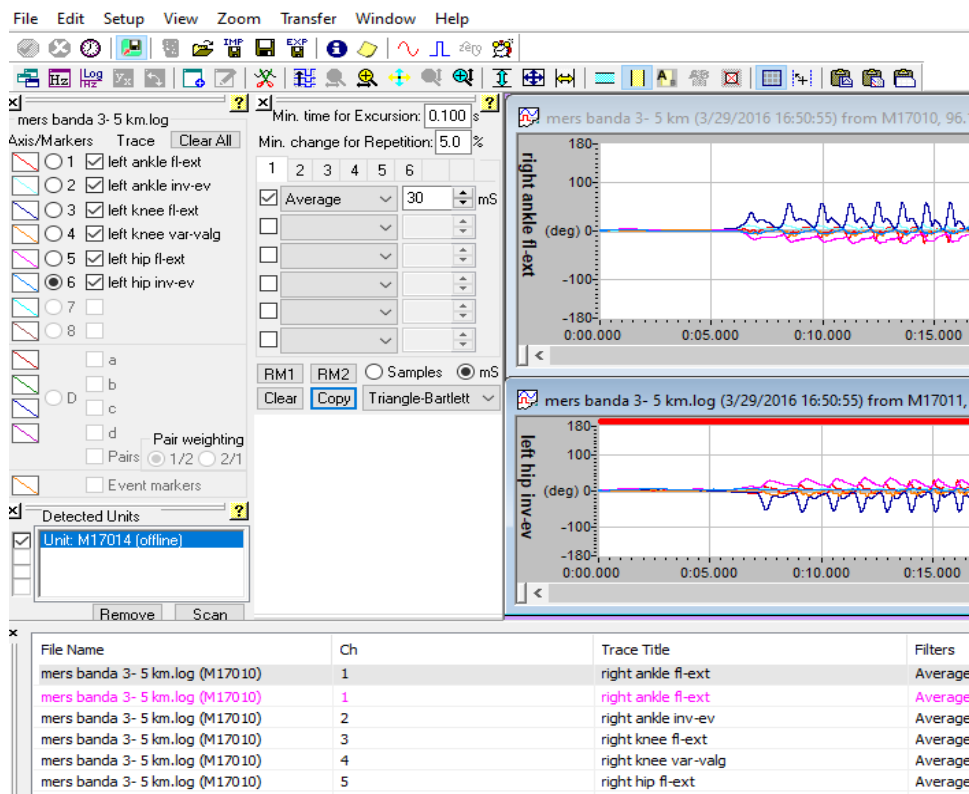 File Edit Setup View Zoom Transfer Window Help
IMP EXP zero
Hz Log Hz Yx A
mers banda 3- 5 km.log
Axis/Markers Trace Clear All
1 left ankle fl-ext
2 left ankle inv-ev
3 left knee fl-ext
4 left knee var-valg
5 left hip fl-ext
6 left hip inv-ev
7
8
a
b
D
c
d
Pair weighting
Pairs 1/2 2/1
Event markers
Detected Units
Unit: M17014 (offline)
Remove Scan
?
Min. time for Excursion: 0.100 s
Min. change for Repetition: 5.0 %
1 2 3 4 5 6
Average 30 mS
RM1 RM2 Samples mS
Clear Copy Triangle-Bartlett
mers banda 3- 5 km (3/29/2016 16:50:55) from M17010, 96.
right ankle fl-ext
180
100
(deg) 0
-100
-180
0:00.000 0:05.000 0:10.000 0:15.000
<
mers banda 3- 5 km.log (3/29/2016 16:50:55) from M17011,
left hip inv-ev
180
100
(deg) 0
-100
-180
0:00.000 0:05.000 0:10.000 0:15.000
<
File Name Ch Trace Title Filters
mers banda 3- 5 km.log (M17010) 1 right ankle fl-ext Average
mers banda 3- 5 km.log (M17010) 1 right ankle fl-ext Average
mers banda 3- 5 km.log (M17010) 2 right ankle inv-ev Average
mers banda 3- 5 km.log (M17010) 3 right knee fl-ext Average
mers banda 3- 5 km.log (M17010) 4 right knee var-valg Average
mers banda 3- 5 km.log (M17010) 5 right hip fl-ext Average